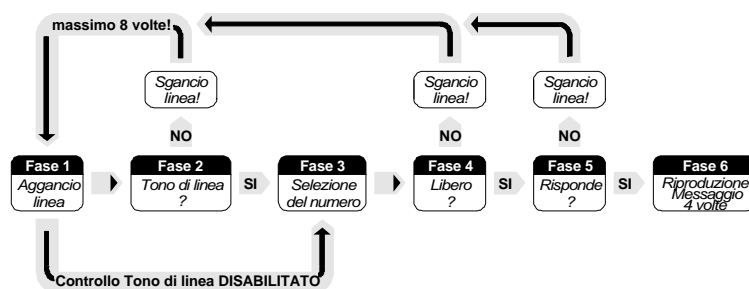 massimo 8 volte!
Sgancio
linea!
Sgancio
linea!
Sgancio
linea!
NO
NO
NO
Fase 1
Aggancio
linea
Fase 2
Tono di linea
?
SI
Fase 3
Selezione
del numero
Fase 4
Libero
?
SI
Fase 5
Risponde
?
SI
Fase 6
Riproduzione
Messaggio
4 volte
Controllo Tono di linea DISABILITATO